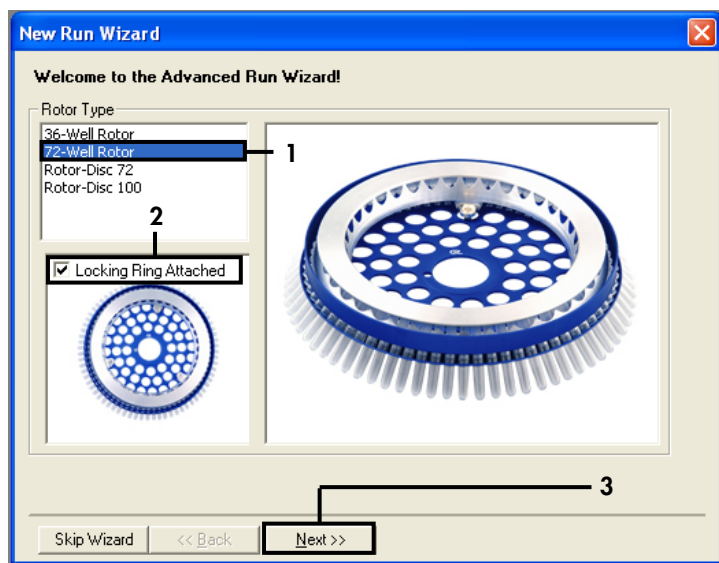 New Run Wizard
Welcome to the Advanced Run Wizard!
Rotor Type
36-Well Rotor
72-Well Rotor
1
Rotor-Disc 72
Rotor-Disc 100
2
Locking Ring Attached
3
Skip Wizard
<< Back
Next >>